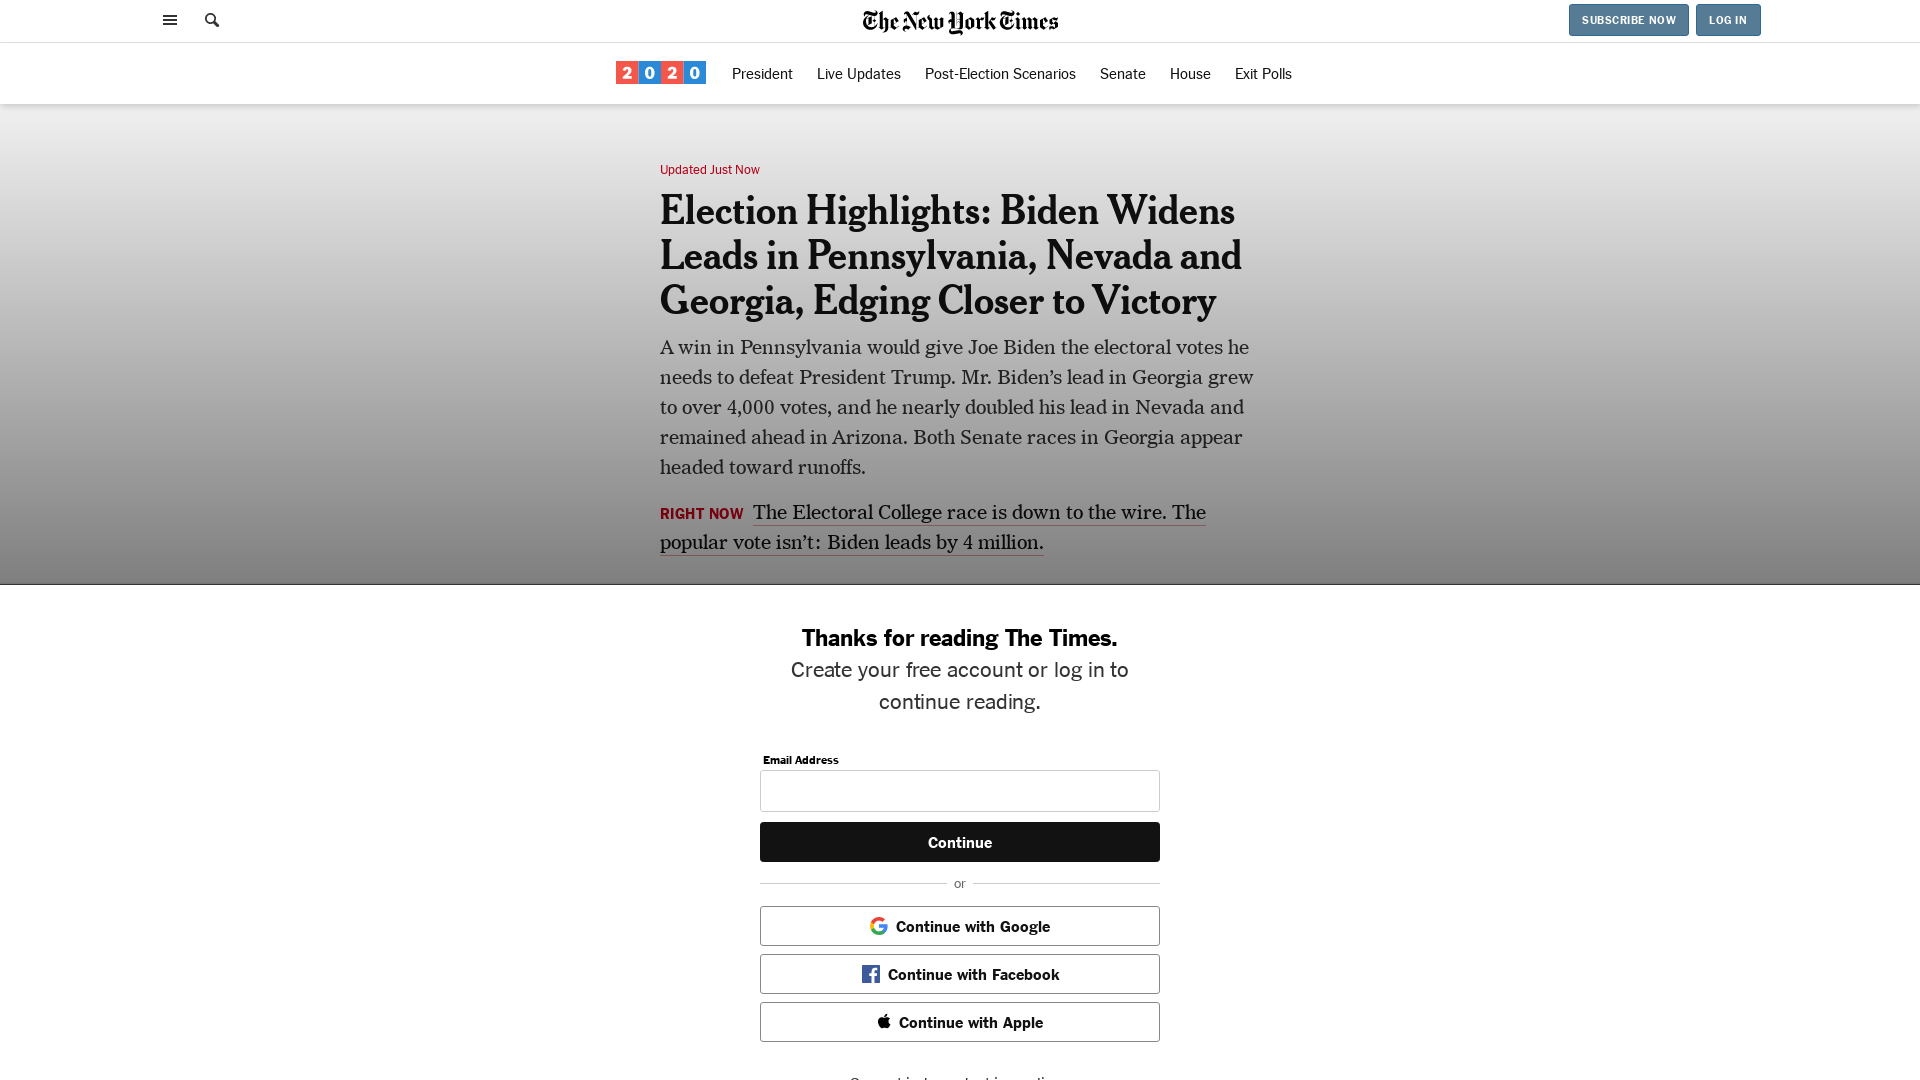 The New York Times
SUBSCRIBE NOW
LOG IN
2020
President
Live Updates
Post-Election Scenarios
Senate
House
Exit Polls
Updated Just Now
Election Highlights: Biden Widens
Leads in Pennsylvania, Nevada and
Georgia, Edging Closer to Victory
A win in Pennsylvania would give Joe Biden the electoral votes he
needs to defeat President Trump. Mr. Biden’s lead in Georgia grew
to over 4,000 votes, and he nearly doubled his lead in Nevada and
remained ahead in Arizona. Both Senate races in Georgia appear
headed toward runoffs.
RIGHT NOW The Electoral College race is down to the wire. The
popular vote isn’t: Biden leads by 4 million.
Thanks for reading The Times.
Create your free account or log in to
continue reading.
Email Address
Continue
or
Continue with Google
Continue with Facebook
Continue with Apple